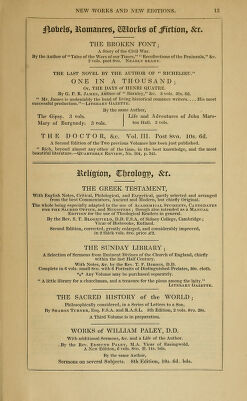 NEW WORKS AND NEW EDITIONS. 13
Novels, Romances, Works of Fiction, &c.
THE BROKEN FONT;
A Story of the Civil War.
By the Author of "Tales of the Wars of our Times," "Recollections of the Peninsula," &c.
2 vols. post 8vo. NEARLY READY.
THE LAST NOVEL BY THE AUTHOR OF "RICHELIEU."
ONE IN A THOUSAND;
Or, THE DAYS OF HENRI QUATRE.
By G. P. R. JAMES, Author of "Darnley," &c. 3 vols. 31s. 6d.
"Mr. James is undeniably the head of living historical romance writers.... His most
successful production."—LITERARY GAZETTE.
By the same Author,
The Gipsy. 3 vols.
Mary of Burgundy. 3 vols.
Life and Adventures of John Marston Hall. 3 vols.
THE DOCTOR, &c. Vol. III. Post 8vo. 10s. 6d.
A Second Edition of the Two previous Volumes has been just published.
"Rich, beyond almost any other of the time, in the best knowledge, and the most
beautiful literature."—QUARTERLY REVIEW, No. 104, p. 341.
Religion, Theology, &c.
THE GREEK TESTAMENT,
With English Notes, Critical, Philological, and Exegetical, partly selected and arranged
from the best Commentators, Ancient and Modern, but chiefly Original.
The whole being especially adapted to the use of ACADEMICAL STUDENTS, CANDIDATES
FOR THE SACRED OFFICE, and MINISTERS; though also intended as a MANUAL
EDITION for the use of Theological Readers in general.
By the Rev. S. T. BLOOMFIELD, D.D. F.S.A., of Sidney College, Cambridge;
Vicar of Bisbrooke, Rutland.
Second Edition, corrected, greatly enlarged, and considerably improved,
in 2 thick vols. 8vo. price
THE SUNDAY LIBRARY;
A Selection of Sermons from Eminent Divines of the Church of England, chiefly
within the last Half Century.
With Notes, &c. by the Rev. T. F. DIBDIN, D.D.
Complete in 6 vols. small 8vo. with 6 Portraits of Distinguished Prelates, 30s. cloth.
*** Any Volume may be purchased separately.
"A little library for a churchman, and a treasure for the pious among the laity."
LITERARY GAZETTE.
THE SACRED HISTORY of the WORLD;
Philosophically considered, in a Series of Letters to a Son.
By SHARON TURNER, Esq. F.S.A. and R.A.S.L. 5th Edition, 2 vols. 8vo. 28s.
A Third Volume is in preparation.
WORKS of WILLIAM PALEY, D.D.
With additional Sermons, &c. and a Life of the Author.
By the Rev. EDMUND PALEY, M.A. Vicar of Easingwold.
A New Edition, 6 vols. 8vo. 2l. 14s. bds.
By the same Author,
Sermons on several Subjects. 8th Edition, 10s. 6d. bds.